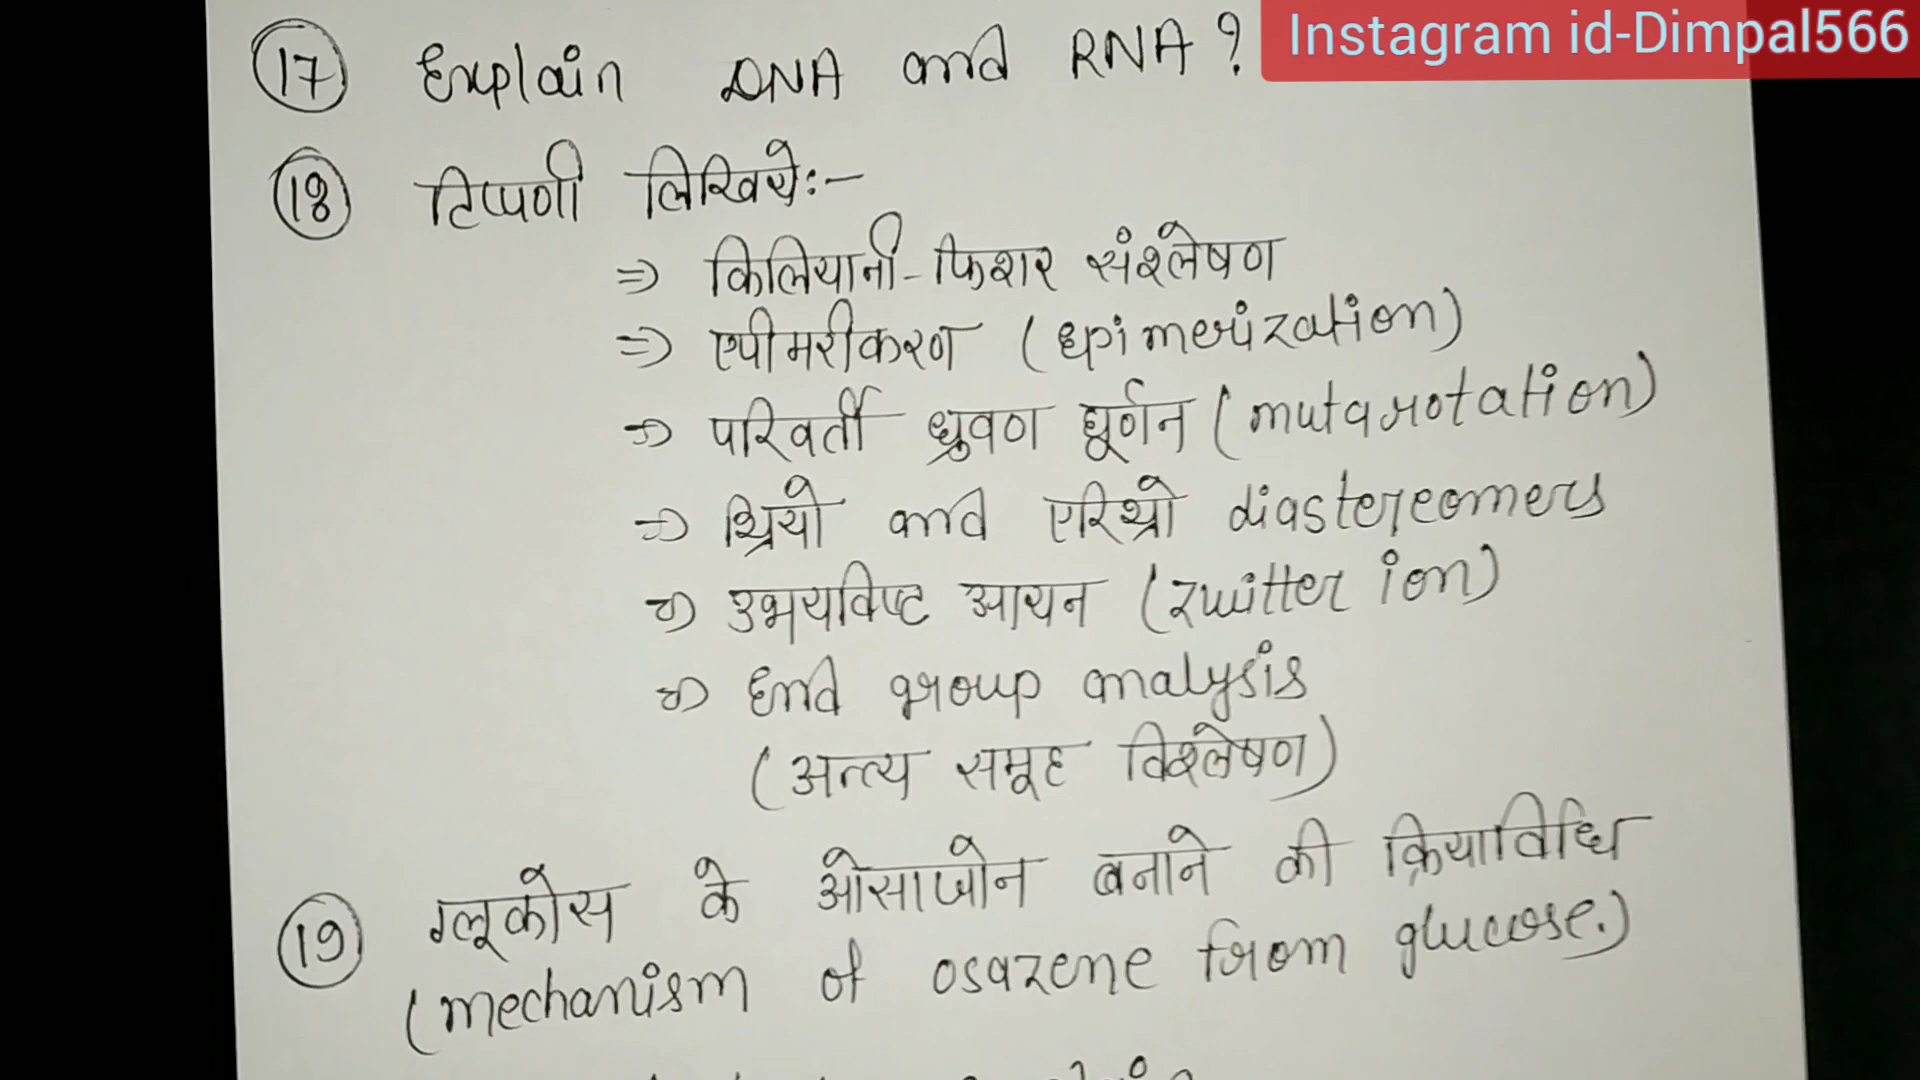 Instagram id-Dimpal566
(17) Explain DNA and RNA ?
(18) टिप्पणी लिखिये:-
⇒ किलियानी-फिशर संश्लेषण
⇒ एपीमरीकरण (Epimerization)
⇒ परिवर्ती ध्रुवण घूर्णन (mutarotation)
⇒ थ्रियो and एरिथ्रो diastereomers
⇒ उभयविष्ट आयन (zwitter ion)
⇒ End group analysis
(अन्त्य समूह विश्लेषण)
(19) ग्लूकोस के ओसाजोन बनाने की क्रियाविधि
(mechanism of osazone from glucose.)